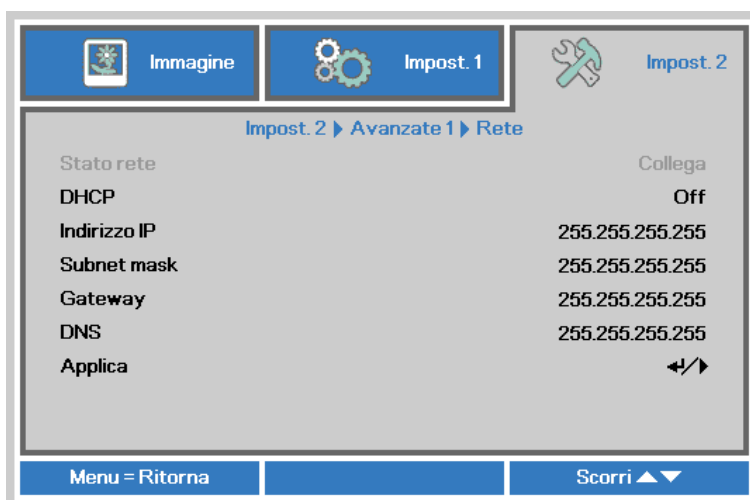 Immagine
Impost. 1
Impost. 2
Impost. 2 Avanzate 1 Rete
Stato rete Collega
DHCP Off
Indirizzo IP 255.255.255.255
Subnet mask 255.255.255.255
Gateway 255.255.255.255
DNS 255.255.255.255
Applica
Menu = Ritorna
Scorri